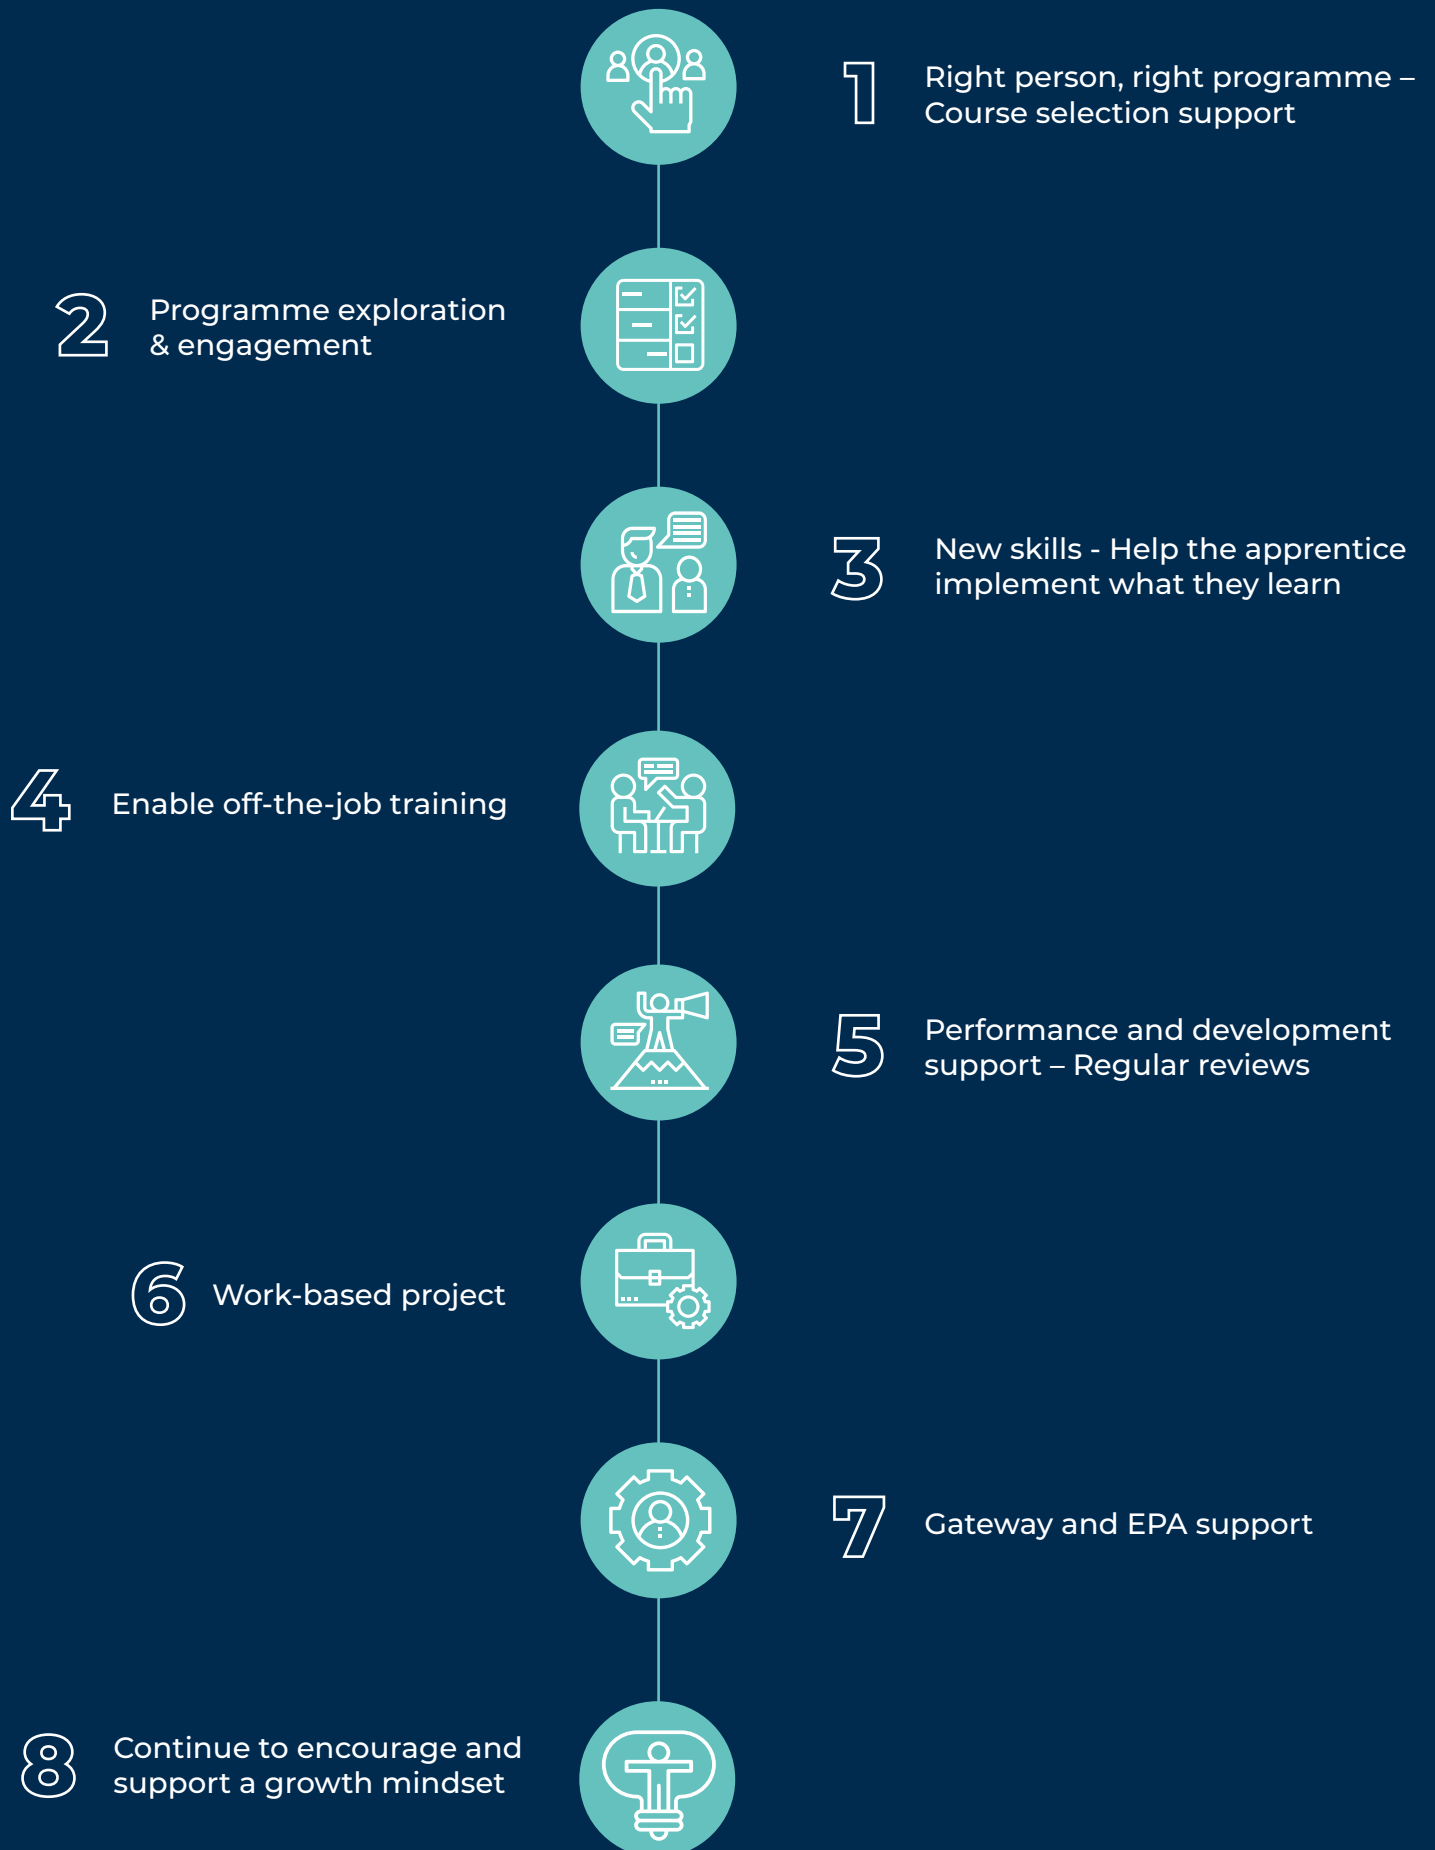 1
Right person, right programme –
Course selection support
2
Programme exploration
& engagement
3
New skills - Help the apprentice
implement what they learn
4
Enable off-the-job training
5
Performance and development
support – Regular reviews
6
Work-based project
7
Gateway and EPA support
8
Continue to encourage and
support a growth mindset